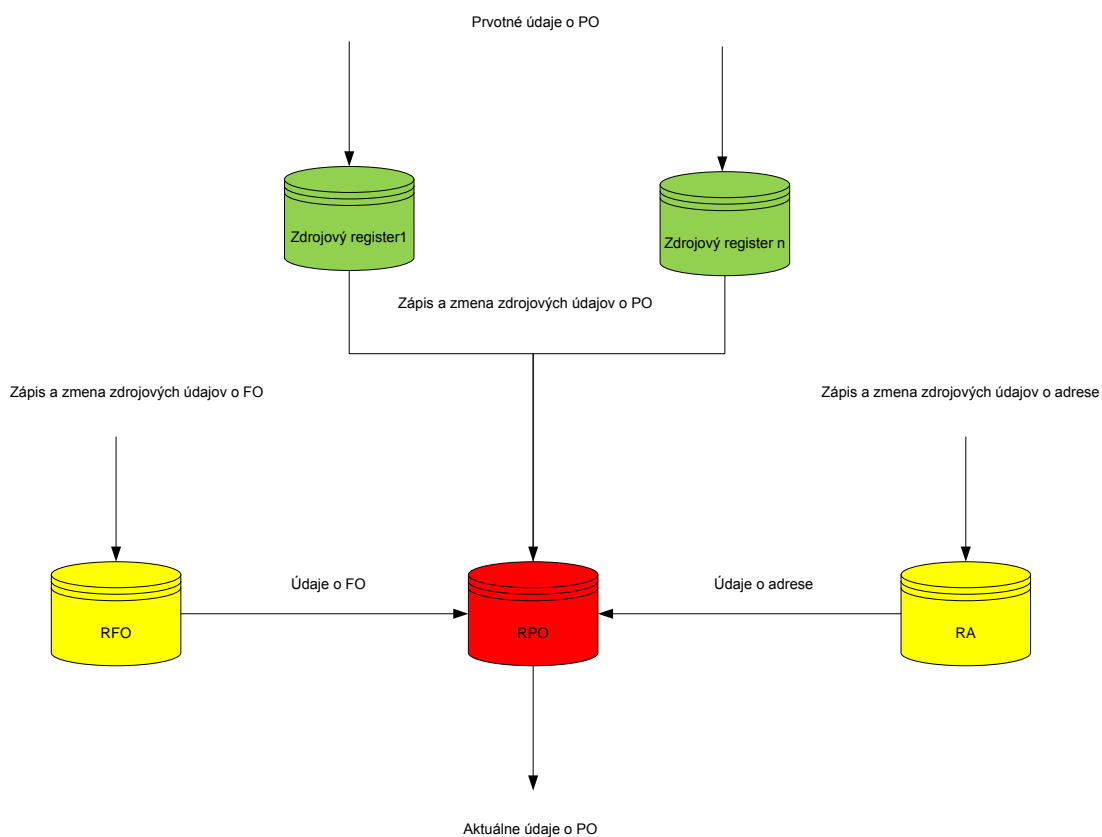 Prvotné údaje o PO
Zdrojový register1
Zdrojový register n
Zápis a zmena zdrojových údajov o PO
Zápis a zmena zdrojových údajov o FO
Zápis a zmena zdrojových údajov o adrese
Údaje o FO
Údaje o adrese
RFO
RPO
RA
Aktuálne údaje o PO